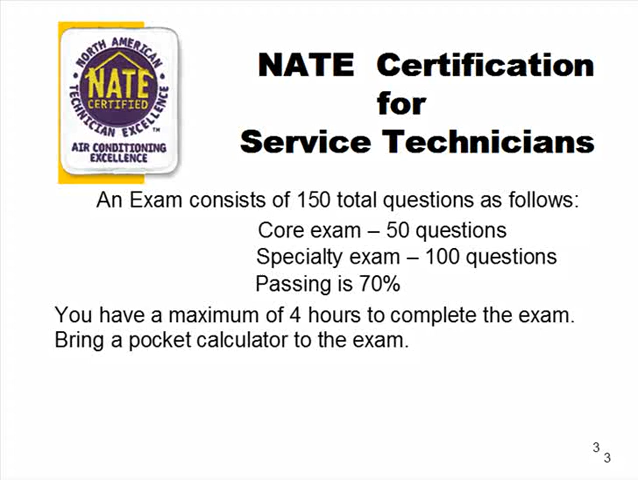 NORTH AMERICAN
NATE
CERTIFIED
TECHNICIAN EXCELLENCE
TM
AIR CONDITIONING
EXCELLENCE
NATE Certification
for
Service Technicians
An Exam consists of 150 total questions as follows:
Core exam – 50 questions
Specialty exam – 100 questions
Passing is 70%
You have a maximum of 4 hours to complete the exam.
Bring a pocket calculator to the exam.
3
3